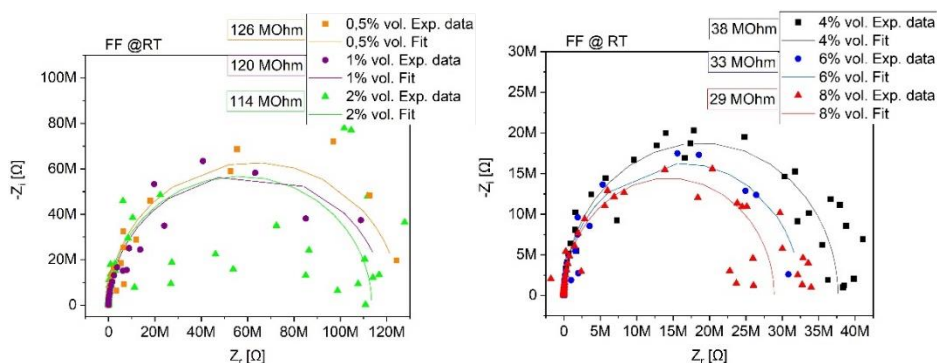 FF @RT
126 MOhm
120 MOhm
114 MOhm
0,5% vol. Exp. data
0,5% vol. Fit
1% vol. Exp. data
1% vol. Fit
2% vol. Exp. data
2% vol. Fit
100M
80M
60M
40M
20M
0
-Zᵢ [Ω]
0 20M 40M 60M 80M 100M 120M
Zᵣ [Ω]
FF @ RT
38 MOhm
33 MOhm
29 MOhm
4% vol. Exp. data
4% vol. Fit
6% vol. Exp. data
6% vol. Fit
8% vol. Exp. data
8% vol. Fit
30M
25M
20M
15M
10M
5M
0
-Zᵢ [Ω]
0 5M 10M 15M 20M 25M 30M 35M 40M
Zᵣ [Ω]